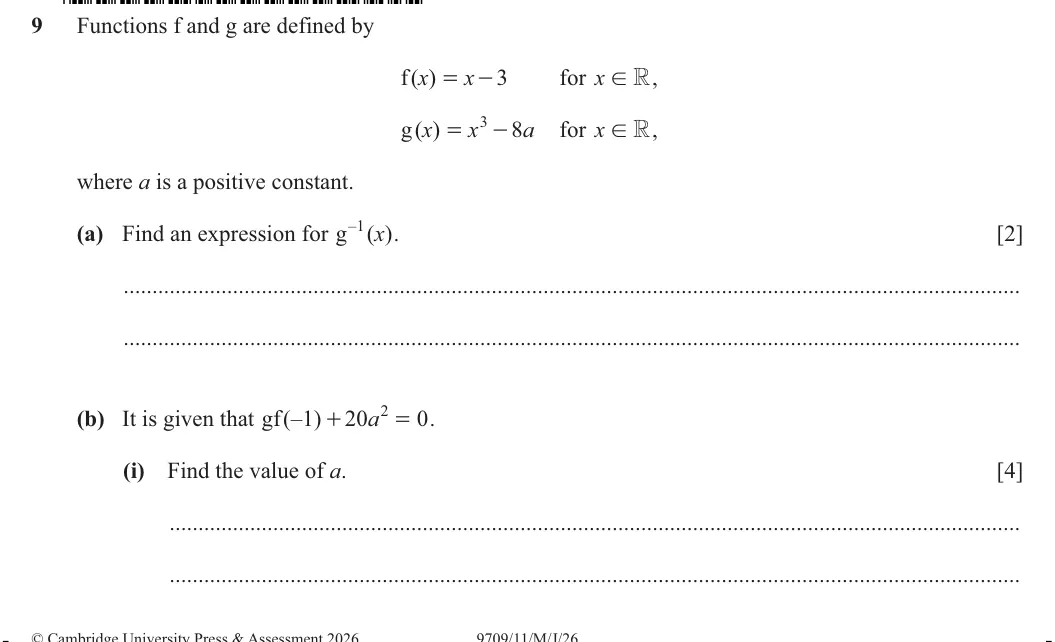 9 Functions f and g are defined by
f(x) = x − 3 for x ∈ ℝ,
g(x) = x³ − 8a for x ∈ ℝ,
where a is a positive constant.
(a) Find an expression for g⁻¹(x). [2]
(b) It is given that gf(–1) + 20a² = 0.
(i) Find the value of a. [4]
© Cambridge University Press & Assessment 2026 9709/11/M/J/26